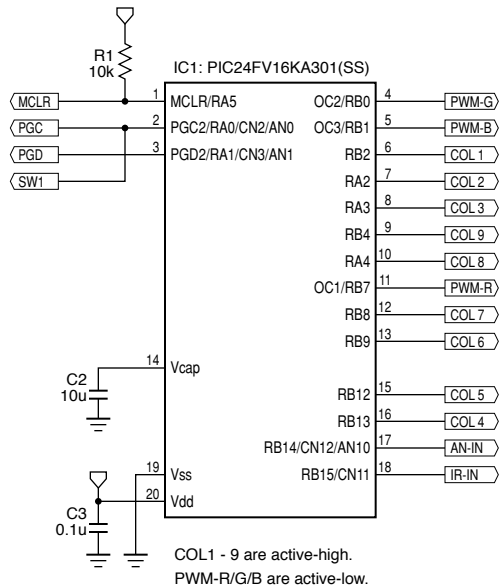 IC1: PIC24FV16KA301(SS)
R1
10k
MCLR 1 MCLR/RA5 OC2/RB0 4 PWM-G
PGC 2 PGC2/RA0/CN2/AN0 OC3/RB1 5 PWM-B
PGD 3 PGD2/RA1/CN3/AN1 RB2 6 COL 1
SW1 RA2 7 COL 2
RA3 8 COL 3
RB4 9 COL 9
RA4 10 COL 8
OC1/RB7 11 PWM-R
RB8 12 COL 7
RB9 13 COL 6
14 Vcap
C2
10u
RB12 15 COL 5
RB13 16 COL 4
RB14/CN12/AN10 17 AN-IN
19 Vss RB15/CN11 18 IR-IN
20 Vdd
C3
0.1u
COL1 - 9 are active-high.
PWM-R/G/B are active-low.